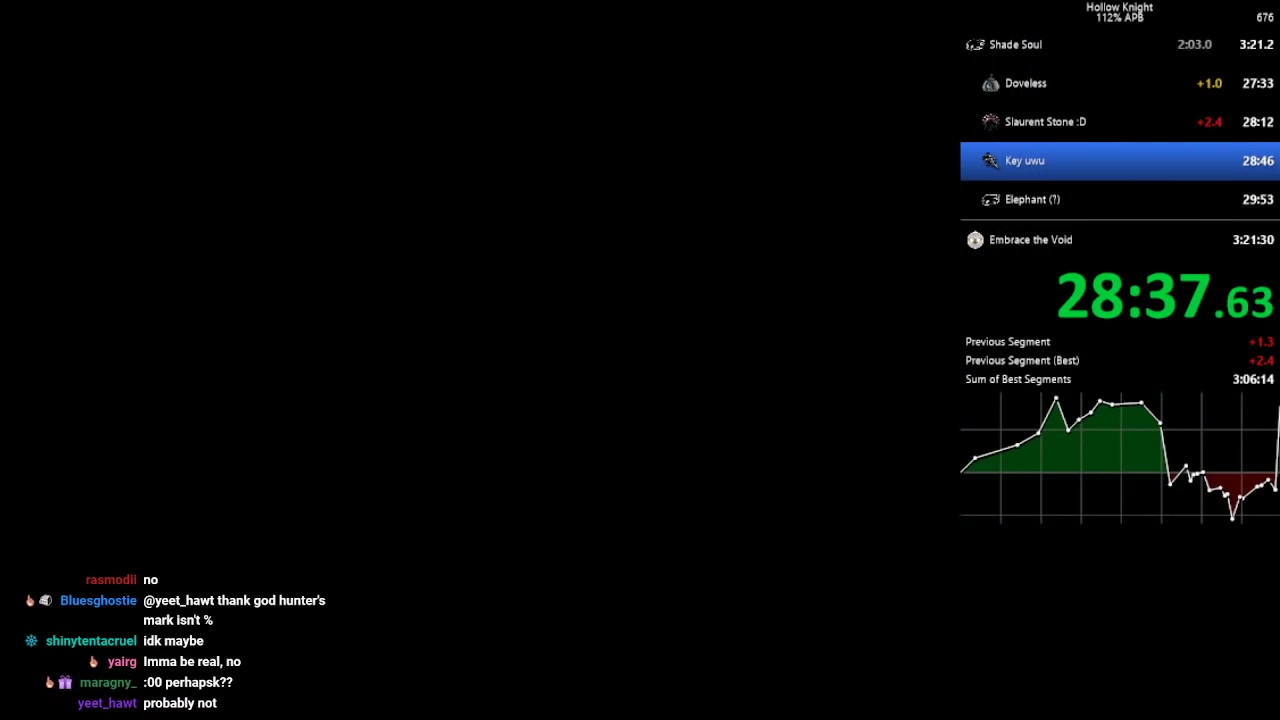 Hollow Knight
112% APB
676
Shade Soul 2:03.0 3:21.2
Doveless +1.0 27:33
Slaurent Stone :D +2.4 28:12
Key uwu 28:46
Elephant (?) 29:53
Embrace the Void 3:21:30
28:37.63
Previous Segment +1.3
Previous Segment (Best) +2.4
Sum of Best Segments 3:06:14
rasmodii no
Bluesghostie @yeet_hawt thank god hunter's
mark isn't %
shinytentacruel idk maybe
yairg Imma be real, no
maragny_ :00 perhapsk??
yeet_hawt probably not